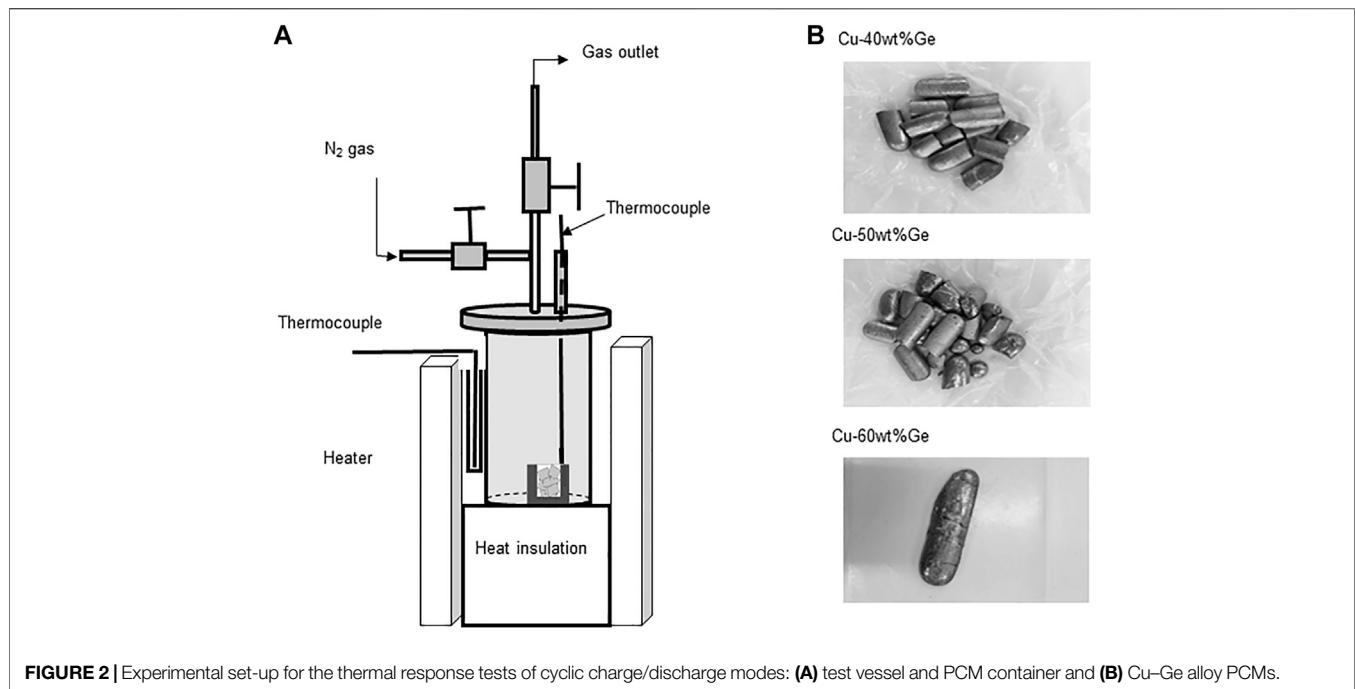 A
Gas outlet
N₂ gas
Thermocouple
Thermocouple
Heater
Heat insulation
B
Cu-40wt%Ge
Cu-50wt%Ge
Cu-60wt%Ge
FIGURE 2 | Experimental set-up for the thermal response tests of cyclic charge/discharge modes: (A) test vessel and PCM container and (B) Cu–Ge alloy PCMs.